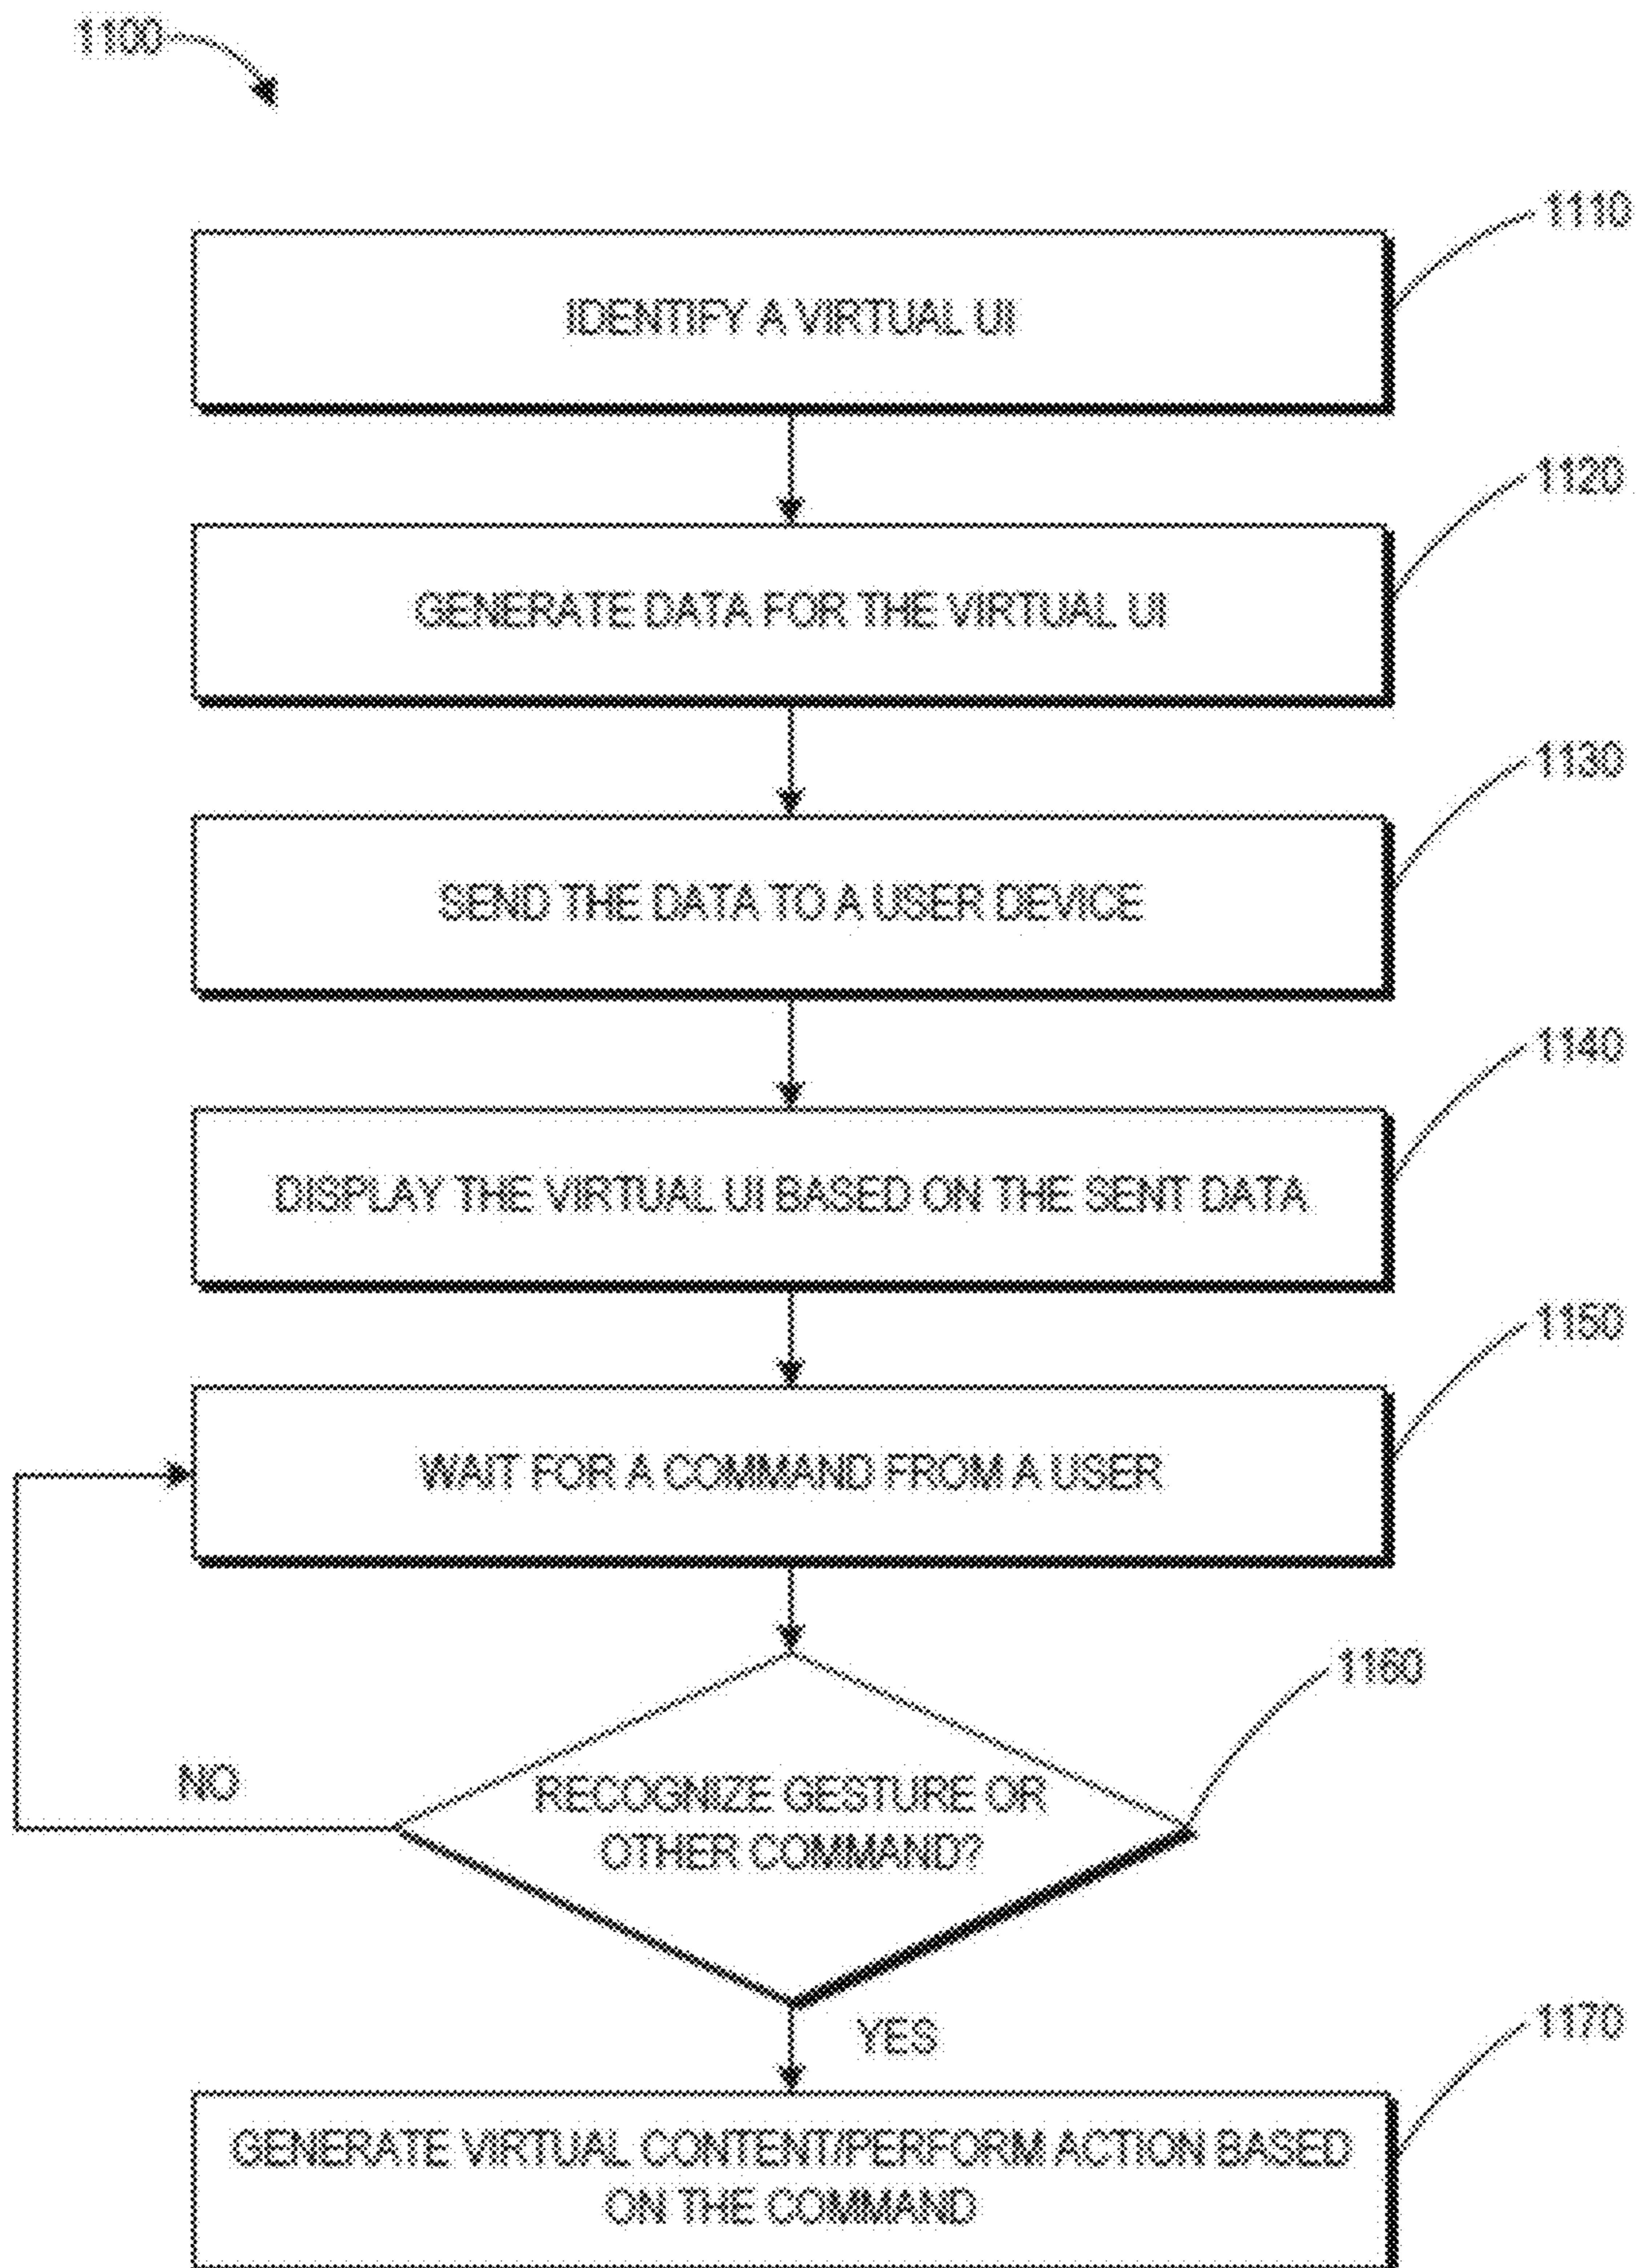 1100
1110
IDENTIFY A VIRTUAL UI
1120
GENERATE DATA FOR THE VIRTUAL UI
1130
SEND THE DATA TO A USER DEVICE
1140
DISPLAY THE VIRTUAL UI BASED ON THE SENT DATA
1150
WAIT FOR A COMMAND FROM A USER
1160
NO
RECOGNIZE GESTURE OR
OTHER COMMAND?
YES
1170
GENERATE VIRTUAL CONTENT/PERFORM ACTION BASED
ON THE COMMAND